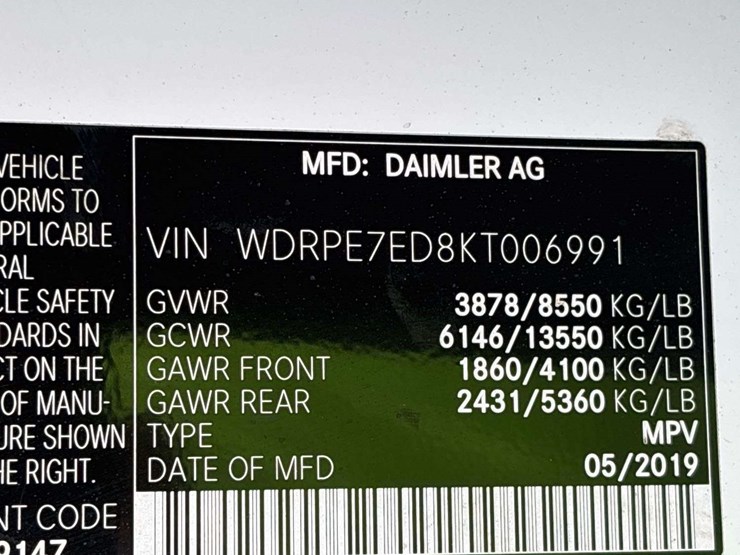 VEHICLE
ORMS TO
PPLICABLE
RAL
CLE SAFETY
DARDS IN
CT ON THE
OF MANU-
URE SHOWN
HE RIGHT.
NT CODE
9147
MFD: DAIMLER AG
VIN WDRPE7ED8KT006991
GVWR 3878/8550 KG/LB
GCWR 6146/13550 KG/LB
GAWR FRONT 1860/4100 KG/LB
GAWR REAR 2431/5360 KG/LB
TYPE MPV
DATE OF MFD 05/2019